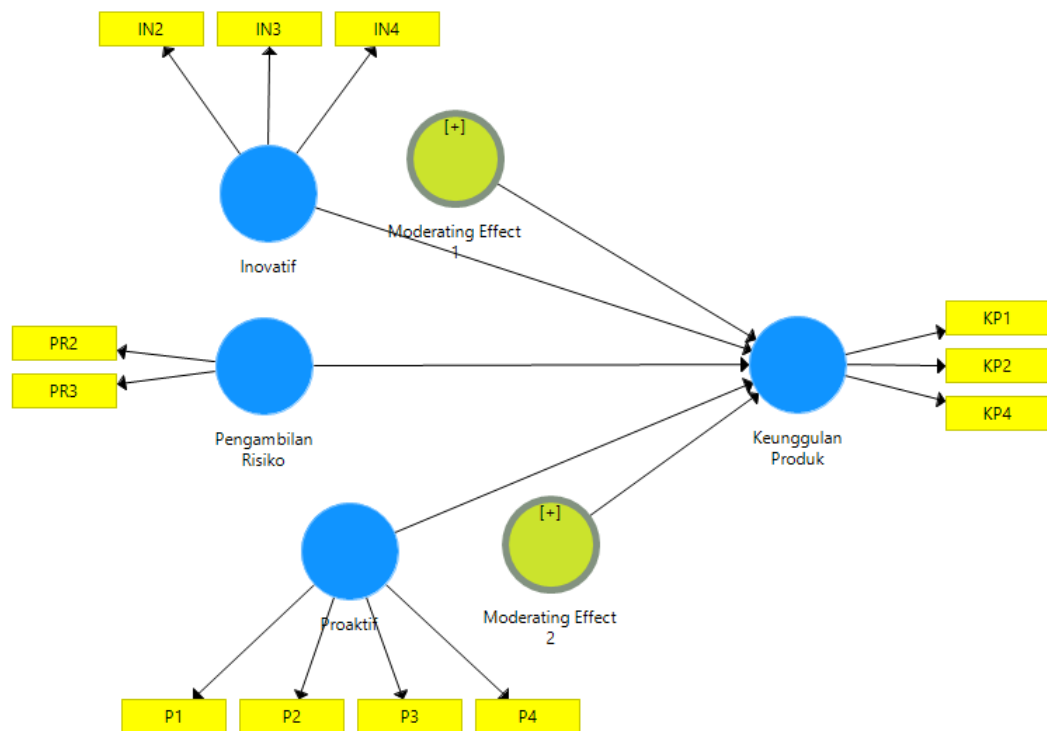 IN2
IN3
IN4
[+]
Moderating Effect
1
Inovatif
PR2
PR3
Pengambilan
Risiko
KP1
KP2
KP4
Keunggulan
Produk
[+]
Moderating Effect
2
Proaktif
P1
P2
P3
P4